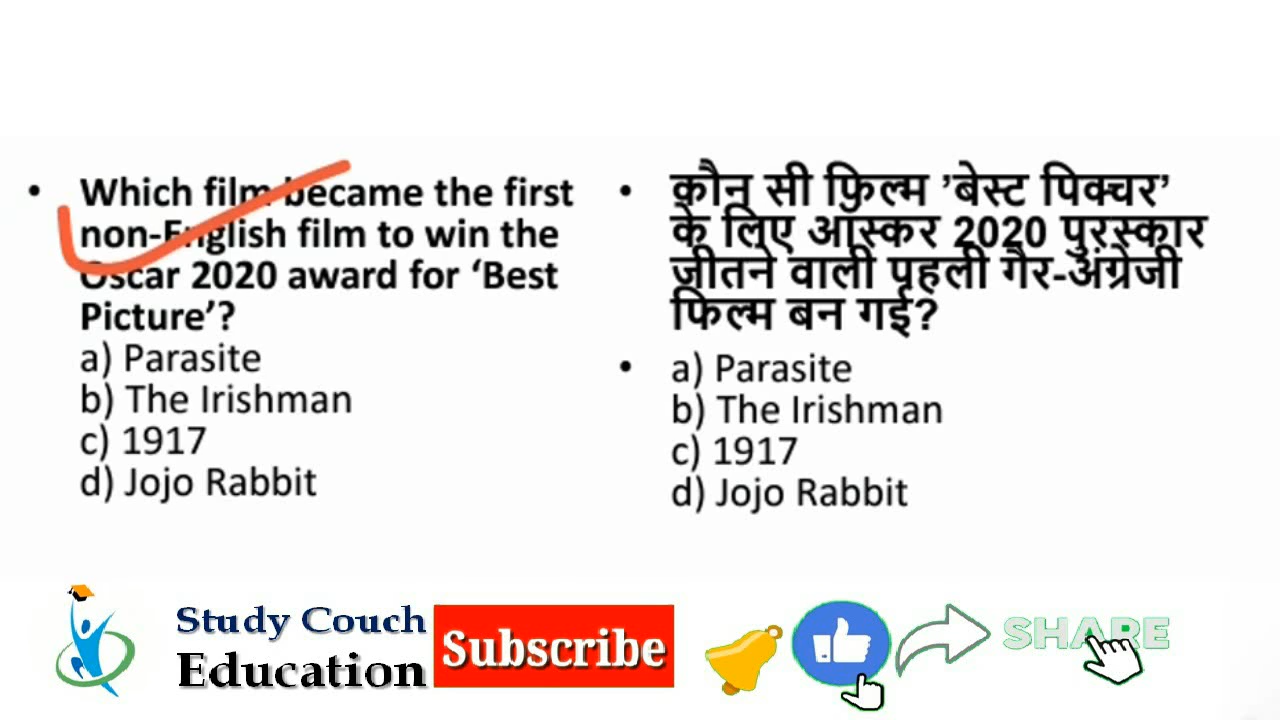 • Which film became the first
non-English film to win the
Oscar 2020 award for ‘Best
Picture’?
a) Parasite
b) The Irishman
c) 1917
d) Jojo Rabbit
• कौन सी फ़िल्म ’बेस्ट पिक्चर’
के लिए आस्कर 2020 पुरस्कार
जीतने वाली पहली गैर-अंग्रेजी
फिल्म बन गई?
• a) Parasite
b) The Irishman
c) 1917
d) Jojo Rabbit
Study Couch
Education
Subscribe
SHARE